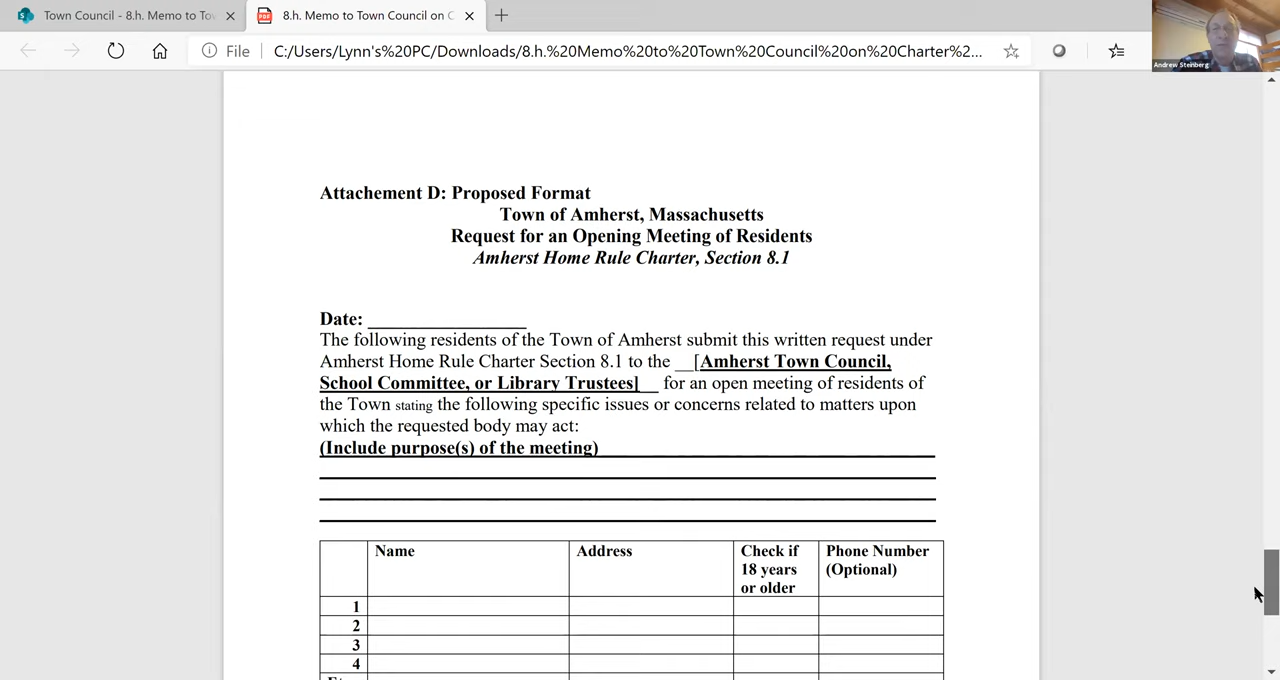 Town Council - 8.h. Memo to Tow
8.h. Memo to Town Council on C
File
C:/Users/Lynn's%20PC/Downloads/8.h.%20Memo%20to%20Town%20Council%20on%20Charter%2...
Andrew Steinberg
Attachement D: Proposed Format
Town of Amherst, Massachusetts
Request for an Opening Meeting of Residents
Amherst Home Rule Charter, Section 8.1
Date: _______________
The following residents of the Town of Amherst submit this written request under
Amherst Home Rule Charter Section 8.1 to the __[Amherst Town Council,
School Committee, or Library Trustees]__ for an open meeting of residents of
the Town stating the following specific issues or concerns related to matters upon
which the requested body may act:
(Include purpose(s) of the meeting)
Name Address Check if 18 years or older Phone Number (Optional)
1
2
3
4